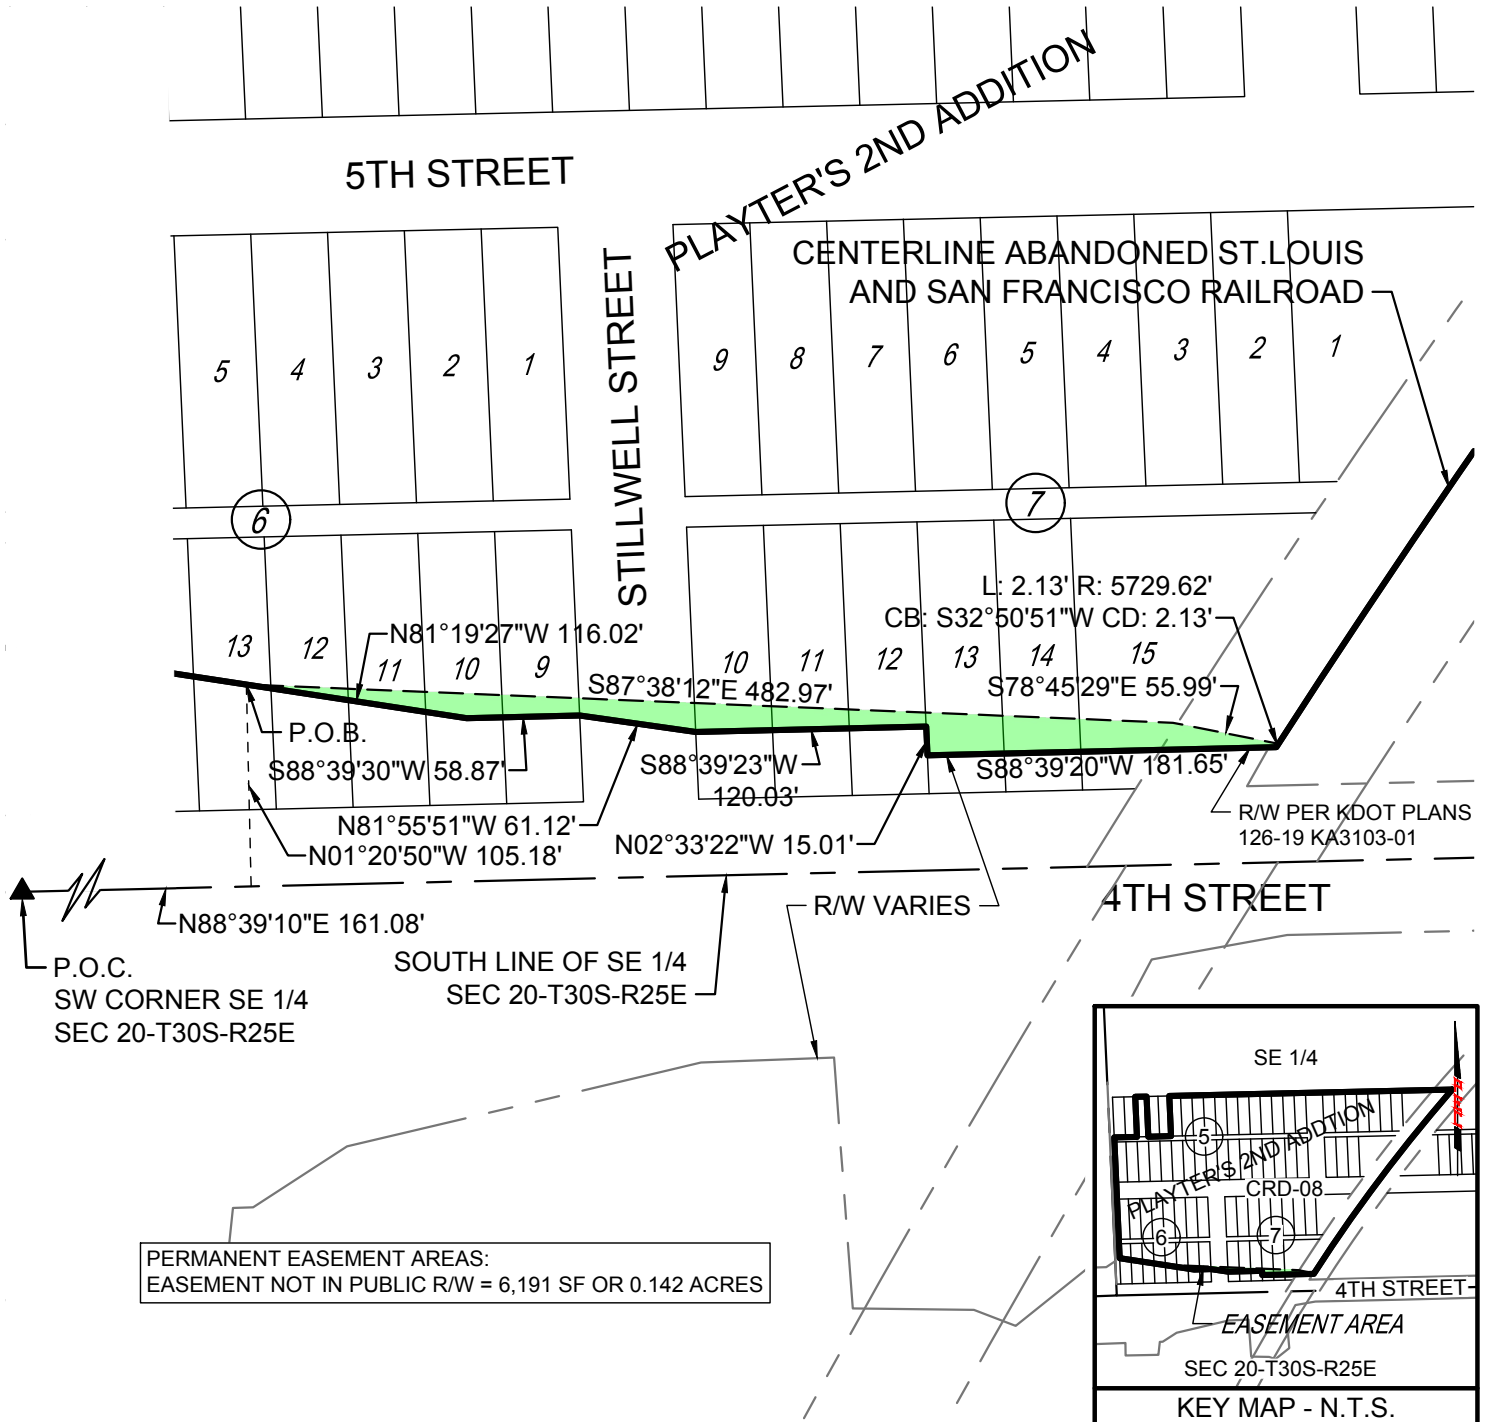 PLAYTER'S 2ND ADDITION
5TH STREET
CENTERLINE ABANDONED ST.LOUIS
AND SAN FRANCISCO RAILROAD
STILLWELL STREET
5
4
3
2
1
9
8
7
6
5
4
3
2
1
6
7
L: 2.13' R: 5729.62'
CB: S32°50'51"W CD: 2.13'
N81°19'27"W 116.02'
13
12
11
10
9
10
11
12
13
14
15
S87°38'12"E 482.97'
S78°45'29"E 55.99'
P.O.B.
S88°39'30"W 58.87'
S88°39'23"W
120.03'
S88°39'20"W 181.65'
N81°55'51"W 61.12'
N01°20'50"W 105.18'
N02°33'22"W 15.01'
R/W PER KDOT PLANS
126-19 KA3103-01
4TH STREET
R/W VARIES
N88°39'10"E 161.08'
P.O.C.
SW CORNER SE 1/4
SEC 20-T30S-R25E
SOUTH LINE OF SE 1/4
SEC 20-T30S-R25E
PERMANENT EASEMENT AREAS:
EASEMENT NOT IN PUBLIC R/W = 6,191 SF OR 0.142 ACRES
SE 1/4
5
PLAYTER'S 2ND ADDTION
CRD-08
6
7
4TH STREET
EASEMENT AREA
SEC 20-T30S-R25E
KEY MAP - N.T.S.